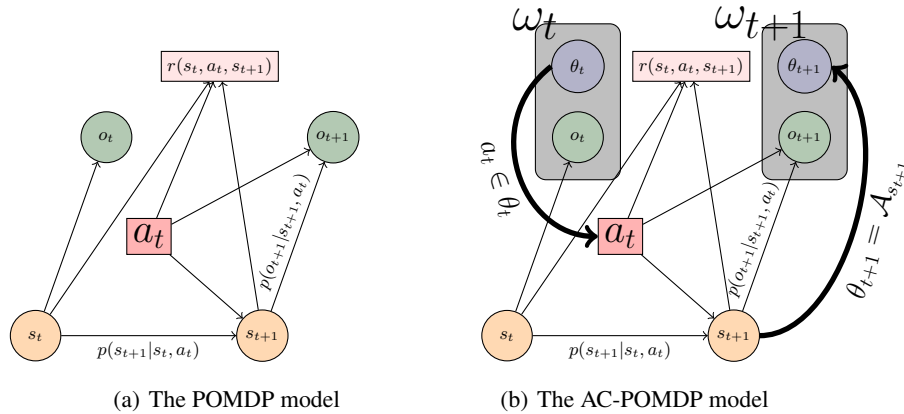 r(s_t, a_t, s_{t+1})
o_t
o_{t+1}
a_t
p(o_{t+1}|s_{t+1}, a_t)
s_t
s_{t+1}
p(s_{t+1}|s_t, a_t)
(a) The POMDP model
ω_t
ω_{t+1}
θ_t
r(s_t, a_t, s_{t+1})
θ_{t+1}
o_t
o_{t+1}
a_t ∈ θ_t
a_t
p(o_{t+1}|s_{t+1}, a_t)
θ_{t+1} = 𝒜_{s_{t+1}}
s_t
s_{t+1}
p(s_{t+1}|s_t, a_t)
(b) The AC-POMDP model